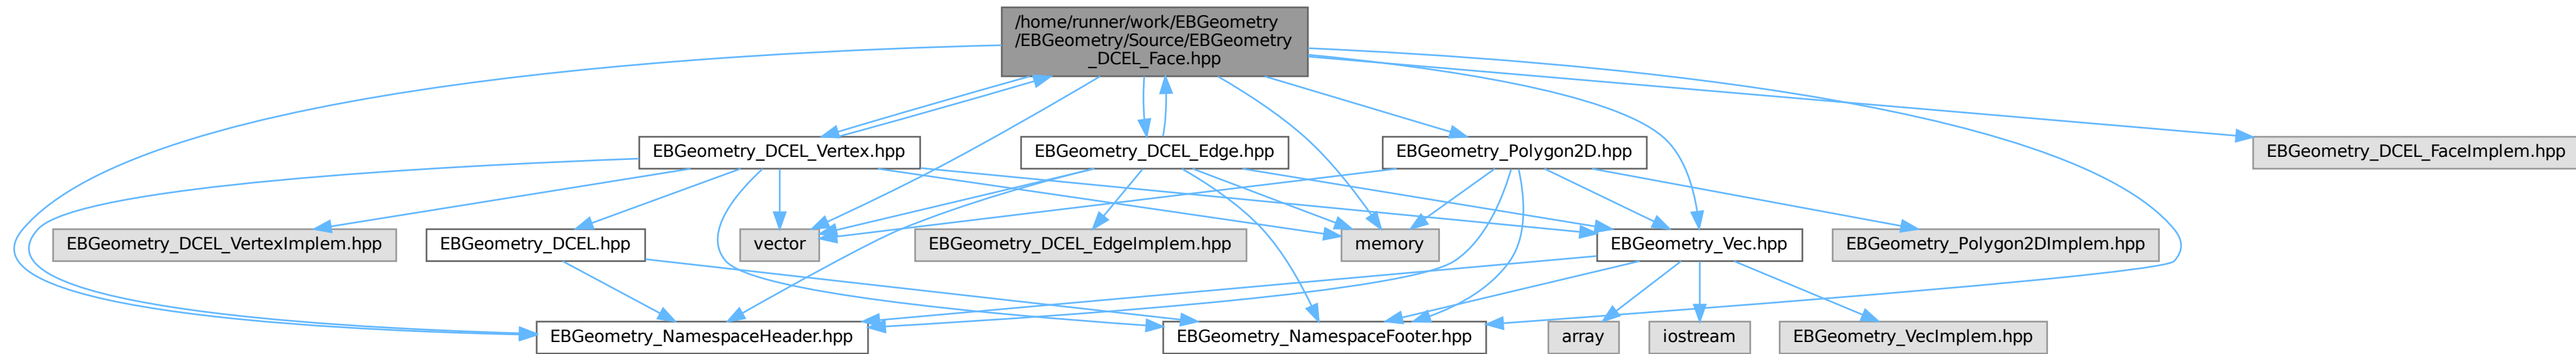 /home/runner/work/EBGeometry
/EBGeometry/Source/EBGeometry
_DCEL_Face.hpp
EBGeometry_DCEL_Vertex.hpp
EBGeometry_DCEL_Edge.hpp
EBGeometry_Polygon2D.hpp
EBGeometry_DCEL_FaceImplem.hpp
EBGeometry_DCEL_VertexImplem.hpp
EBGeometry_DCEL.hpp
vector
EBGeometry_DCEL_EdgeImplem.hpp
memory
EBGeometry_Vec.hpp
EBGeometry_Polygon2DImplem.hpp
EBGeometry_NamespaceHeader.hpp
EBGeometry_NamespaceFooter.hpp
array
iostream
EBGeometry_VecImplem.hpp